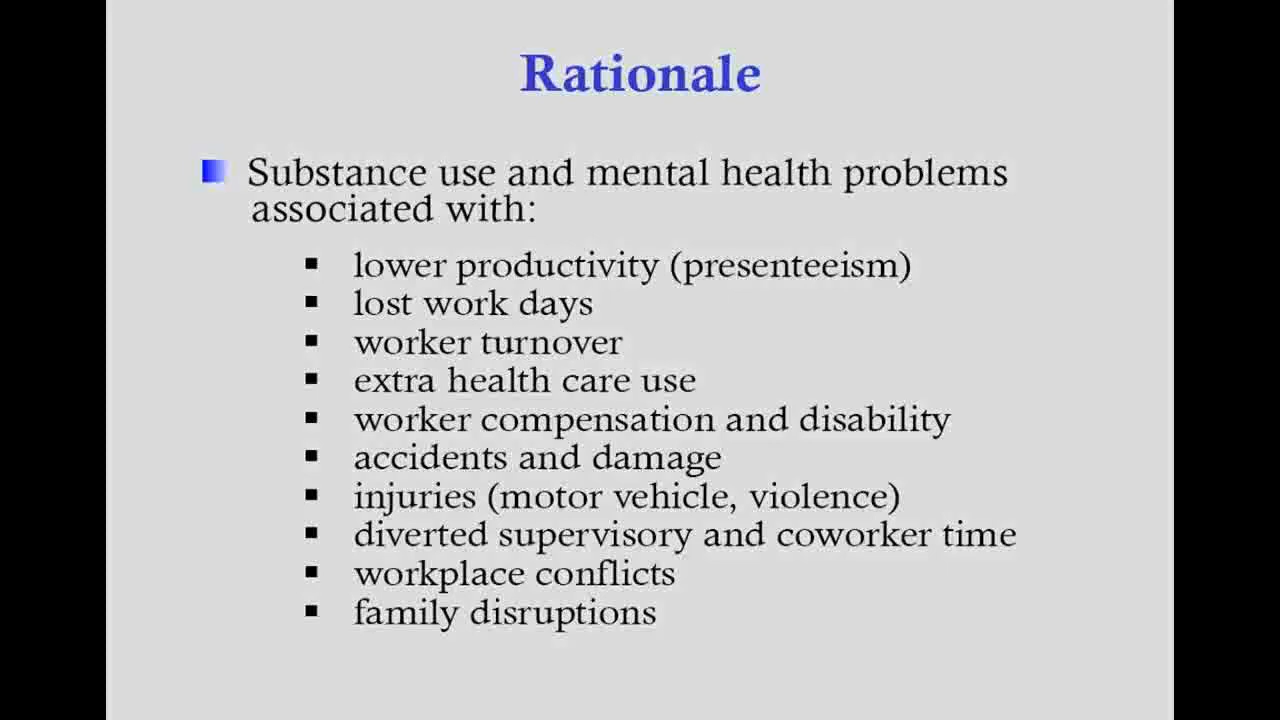 Rationale
Substance use and mental health problems
associated with:
lower productivity (presenteeism)
lost work days
worker turnover
extra health care use
worker compensation and disability
accidents and damage
injuries (motor vehicle, violence)
diverted supervisory and coworker time
workplace conflicts
family disruptions